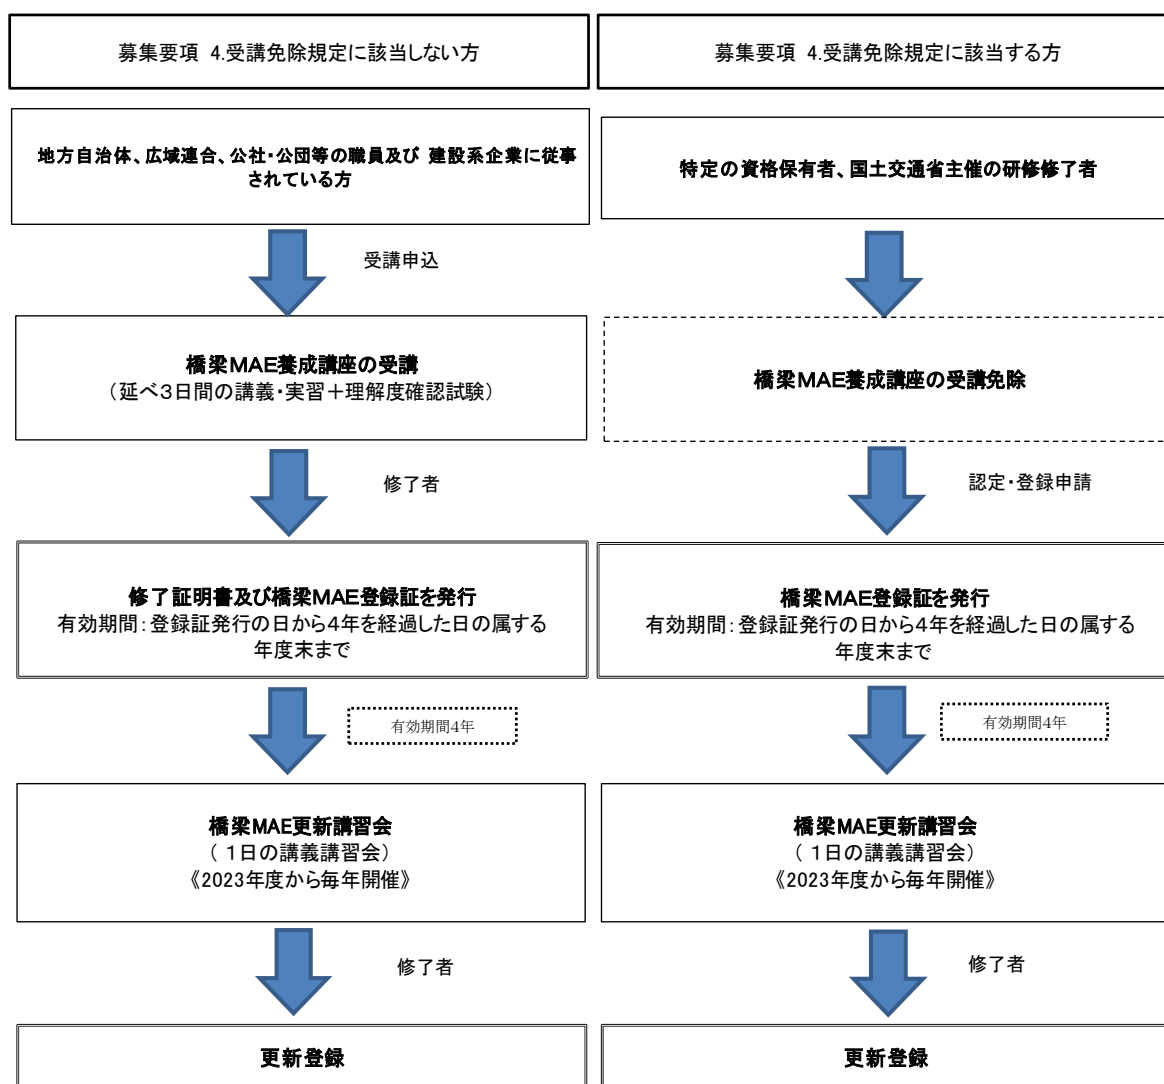 募集要項 4.受講免除規定に該当しない方
地方自治体、広域連合、公社・公団等の職員及び 建設系企業に従事
されている方
受講申込
橋梁MAE養成講座の受講
（延べ3日間の講義・実習＋理解度確認試験）
修了者
修了証明書及び橋梁MAE登録証を発行
有効期間：登録証発行の日から4年を経過した日の属する
年度末まで
有効期間4年
橋梁MAE更新講習会
（ 1日の講義講習会）
《2023年度から毎年開催》
修了者
更新登録
募集要項 4.受講免除規定に該当する方
特定の資格保有者、国土交通省主催の研修修了者
橋梁MAE養成講座の受講免除
認定・登録申請
橋梁MAE登録証を発行
有効期間：登録証発行の日から4年を経過した日の属する
年度末まで
有効期間4年
橋梁MAE更新講習会
（ 1日の講義講習会）
《2023年度から毎年開催》
修了者
更新登録